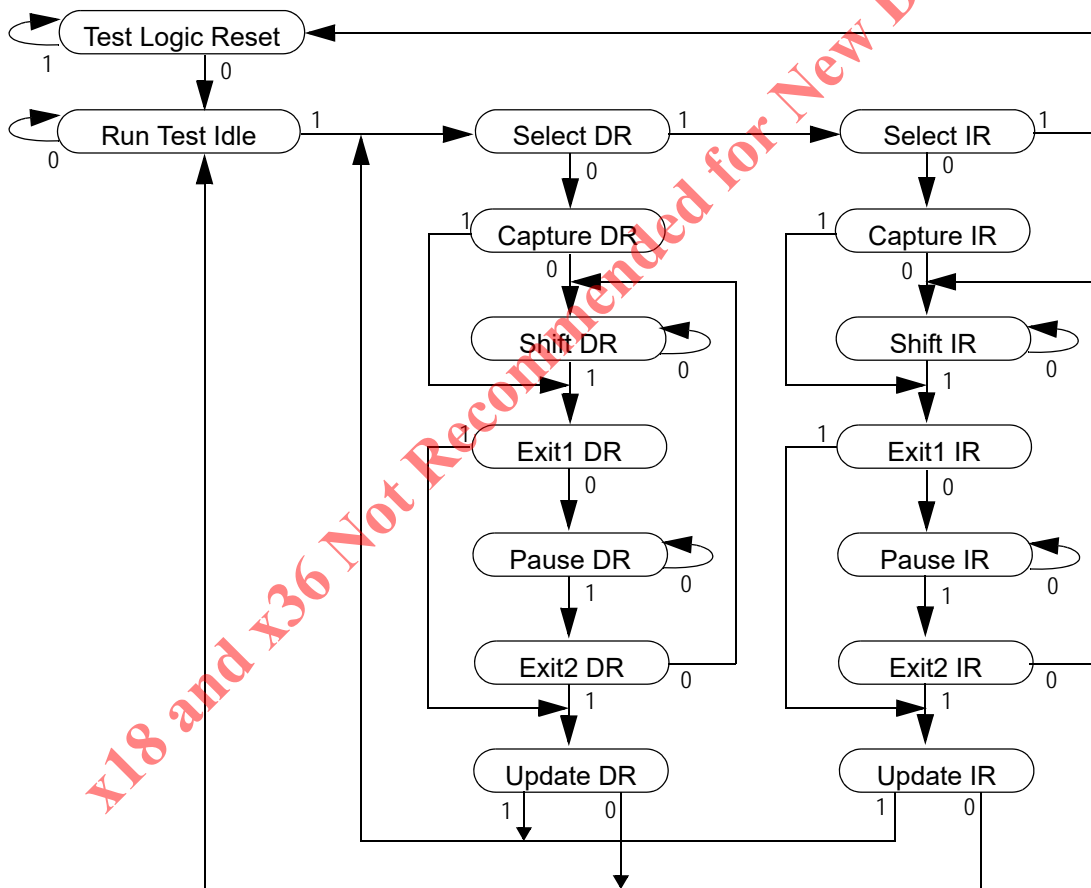 Test Logic Reset
1
0
Run Test Idle
1
0
Select DR
1
0
Select IR
1
0
Capture DR
1
0
Capture IR
1
0
Shift DR
0
1
Shift IR
0
1
Exit1 DR
1
0
Exit1 IR
1
0
Pause DR
0
1
Pause IR
0
1
Exit2 DR
0
1
Exit2 IR
0
1
Update DR
1
0
Update IR
1
0
x18 and x36 Not Recommended for New